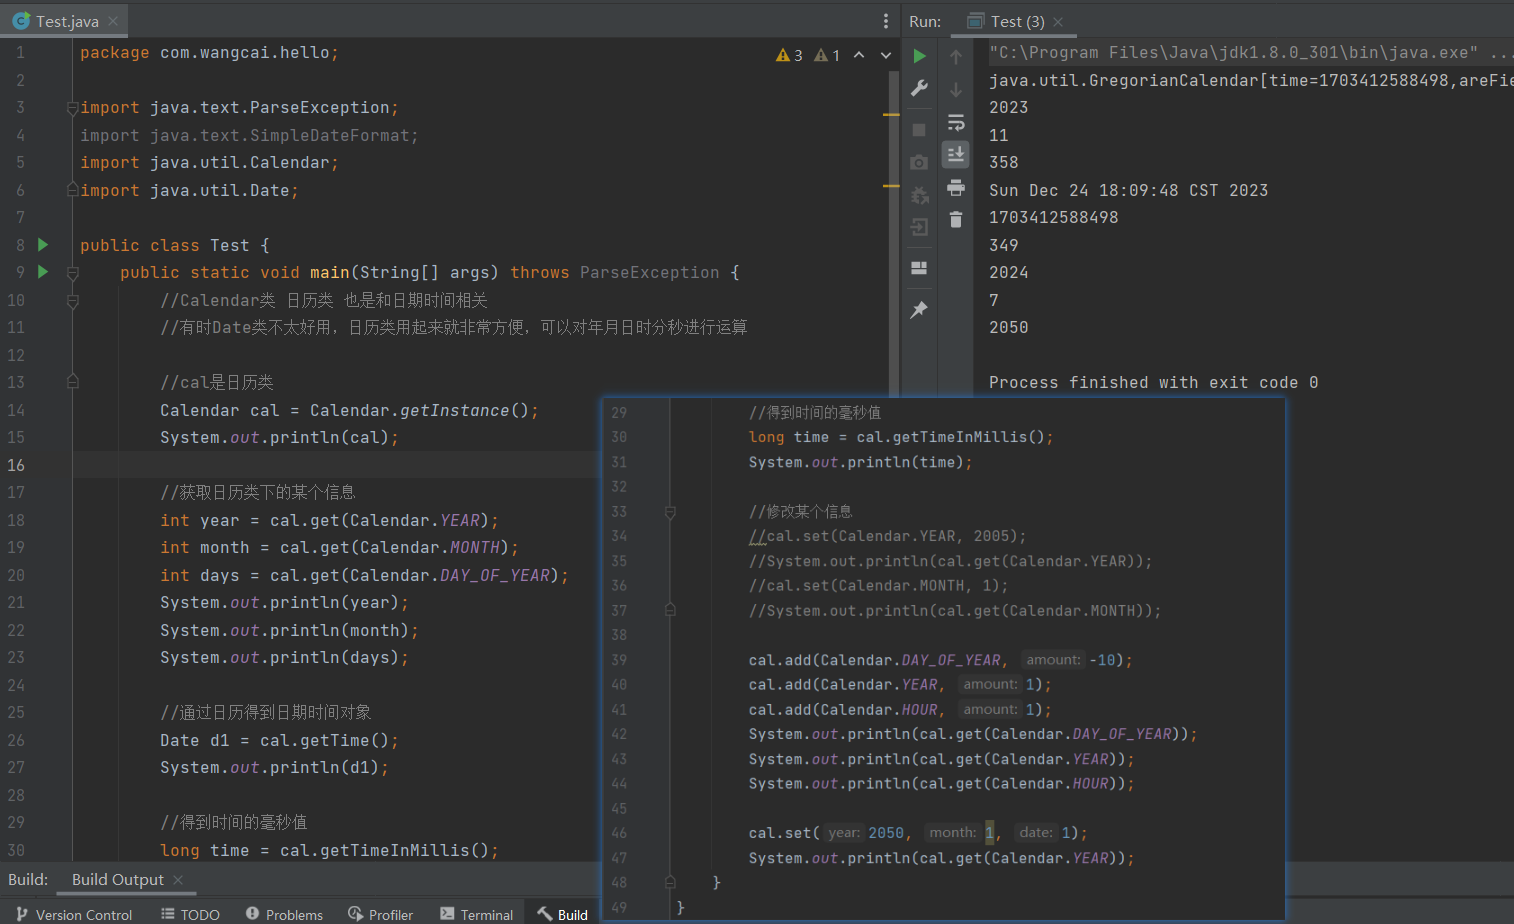 Test.java
1 package com.wangcai.hello;
2
3 import java.text.ParseException;
4 import java.text.SimpleDateFormat;
5 import java.util.Calendar;
6 import java.util.Date;
7
8 public class Test {
9 public static void main(String[] args) throws ParseException {
10 //Calendar类 日历类 也是和日期时间相关
11 //有时Date类不太好用，日历类用起来就非常方便，可以对年月日时分秒进行运算
12
13 //cal是日历类
14 Calendar cal = Calendar.getInstance();
15 System.out.println(cal);
16
17 //获取日历类下的某个信息
18 int year = cal.get(Calendar.YEAR);
19 int month = cal.get(Calendar.MONTH);
20 int days = cal.get(Calendar.DAY_OF_YEAR);
21 System.out.println(year);
22 System.out.println(month);
23 System.out.println(days);
24
25 //通过日历得到日期时间对象
26 Date d1 = cal.getTime();
27 System.out.println(d1);
28
29 //得到时间的毫秒值
30 long time = cal.getTimeInMillis();
3 1
29 //得到时间的毫秒值
30 long time = cal.getTimeInMillis();
31 System.out.println(time);
32
33 //修改某个信息
34 //cal.set(Calendar.YEAR, 2005);
35 //System.out.println(cal.get(Calendar.YEAR));
36 //cal.set(Calendar.MONTH, 1);
37 //System.out.println(cal.get(Calendar.MONTH));
38
39 cal.add(Calendar.DAY_OF_YEAR, amount: -10);
40 cal.add(Calendar.YEAR, amount: 1);
41 cal.add(Calendar.HOUR, amount: 1);
42 System.out.println(cal.get(Calendar.DAY_OF_YEAR));
43 System.out.println(cal.get(Calendar.YEAR));
44 System.out.println(cal.get(Calendar.HOUR));
45
46 cal.set( year: 2050, month: 1, date: 1);
47 System.out.println(cal.get(Calendar.YEAR));
48 }
49 }
Run: Test (3)
"C:\Program Files\Java\jdk1.8.0_301\bin\java.exe" ...
java.util.GregorianCalendar[time=1703412588498,areFie
2023
11
358
Sun Dec 24 18:09:48 CST 2023
1703412588498
349
2024
7
2050
Process finished with exit code 0
Build: Build Output
Version Control TODO Problems Profiler Terminal Build